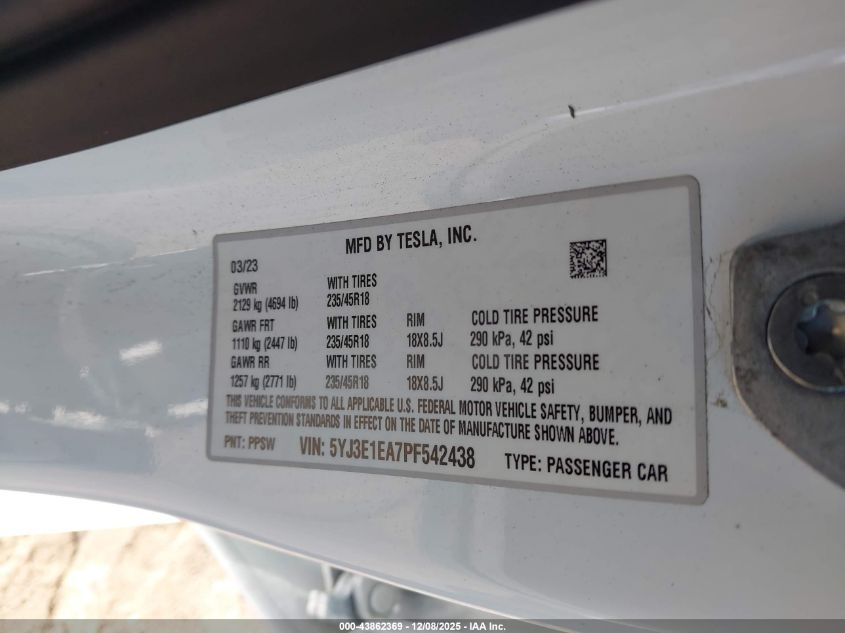 MFD BY TESLA, INC.
03/23
GVWR WITH TIRES
2129 kg (4694 lb) 235/45R18
GAWR FRT WITH TIRES RIM COLD TIRE PRESSURE
1110 kg (2447 lb) 235/45R18 18X8.5J 290 kPa, 42 psi
GAWR RR WITH TIRES RIM COLD TIRE PRESSURE
1257 kg (2771 lb) 235/45R18 18X8.5J 290 kPa, 42 psi
THIS VEHICLE CONFORMS TO ALL APPLICABLE U.S. FEDERAL MOTOR VEHICLE SAFETY, BUMPER, AND
THEFT PREVENTION STANDARDS IN EFFECT ON THE DATE OF MANUFACTURE SHOWN ABOVE.
PNT: PPSW VIN: 5YJ3E1EA7PF542438 TYPE: PASSENGER CAR
000-43862369 - 12/08/2025 - IAA Inc.